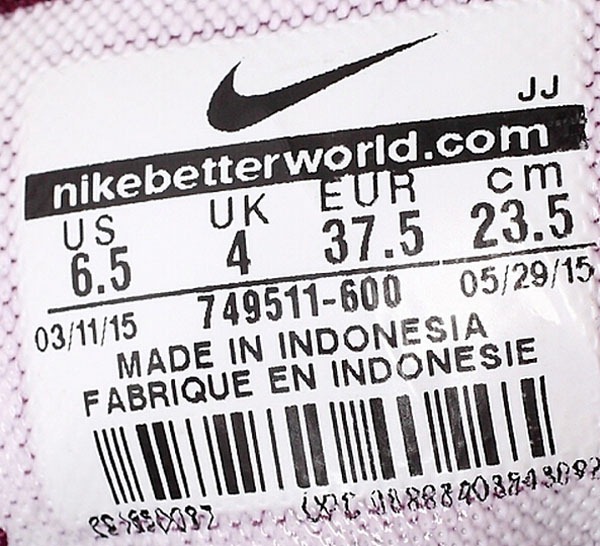 JJ
nikebetterworld.com
US UK EUR cm
6.5 4 37.5 23.5
03/11/15 749511-600 05/29/15
MADE IN INDONESIA
FABRIQUE EN INDONESIE
UPC